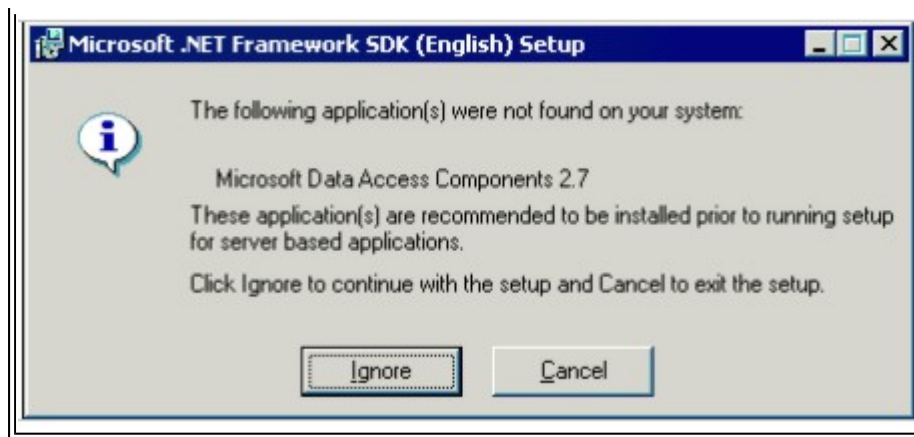 Microsoft .NET Framework SDK (English) Setup
The following application(s) were not found on your system:
Microsoft Data Access Components 2.7
These application(s) are recommended to be installed prior to running setup
for server based applications.
Click Ignore to continue with the setup and Cancel to exit the setup.
Ignore
Cancel